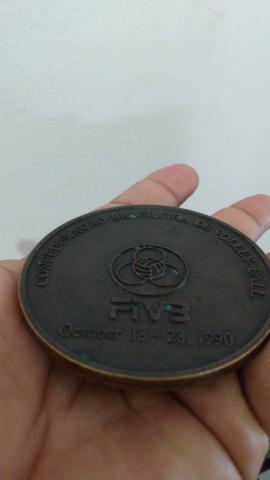 CONFEDERAÇÃO BRASILEIRA DE VOLLEYBALL
FIVB
October 18 - 28, 1990